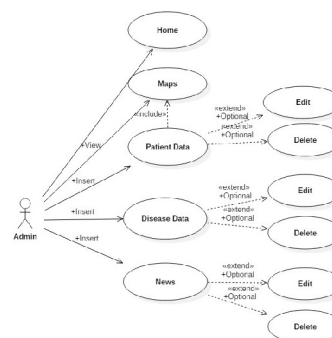 Home
Maps
«include»
«extend»
+Optional
Edit
+View
Patient Data
«extend»
+Optional
Delete
+Insert
«extend»
+Optional
Edit
Admin
+Insert
Disease Data
«extend»
+Optional
Delete
+Insert
News
«extend»
+Optional
Edit
«extend»
+Optional
Delete